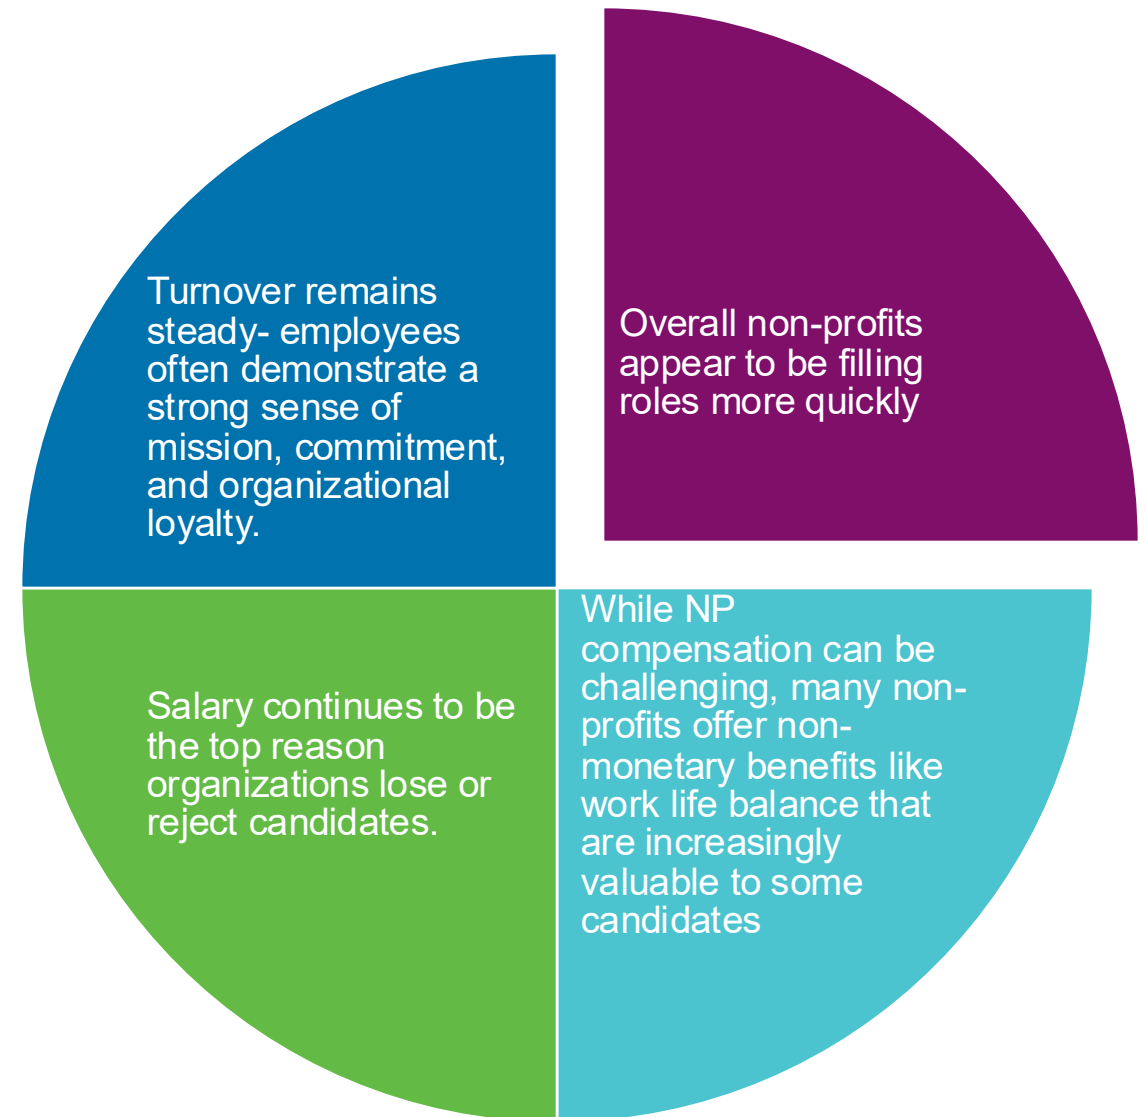 Turnover remains
steady- employees
often demonstrate a
strong sense of
mission, commitment,
and organizational
loyalty.
Overall non-profits
appear to be filling
roles more quickly
Salary continues to be
the top reason
organizations lose or
reject candidates.
While NP
compensation can be
challenging, many non-
profits offer non-
monetary benefits like
work life balance that
are increasingly
valuable to some
candidates